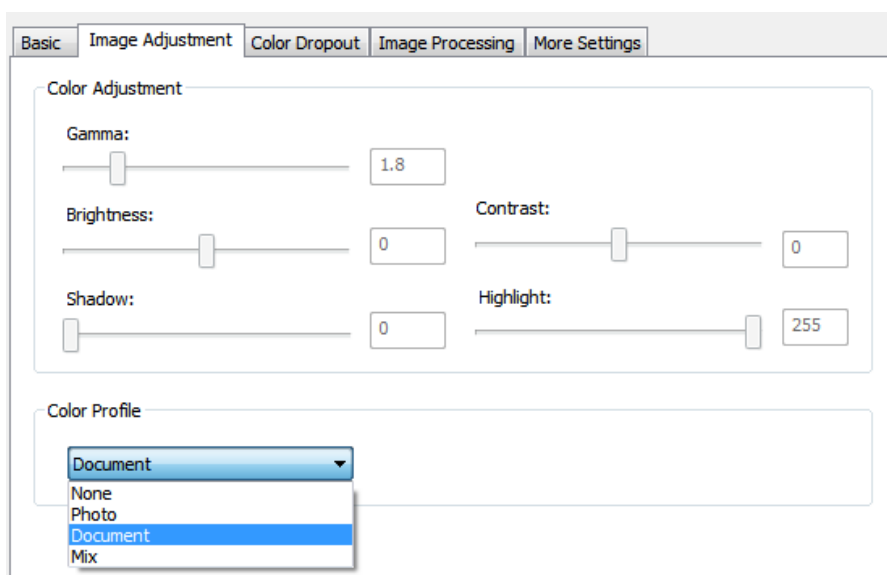 Basic Image Adjustment Color Dropout Image Processing More Settings
Color Adjustment
Gamma:
1.8
Brightness:
0
Contrast:
0
Shadow:
0
Highlight:
255
Color Profile
Document
None
Photo
Document
Mix